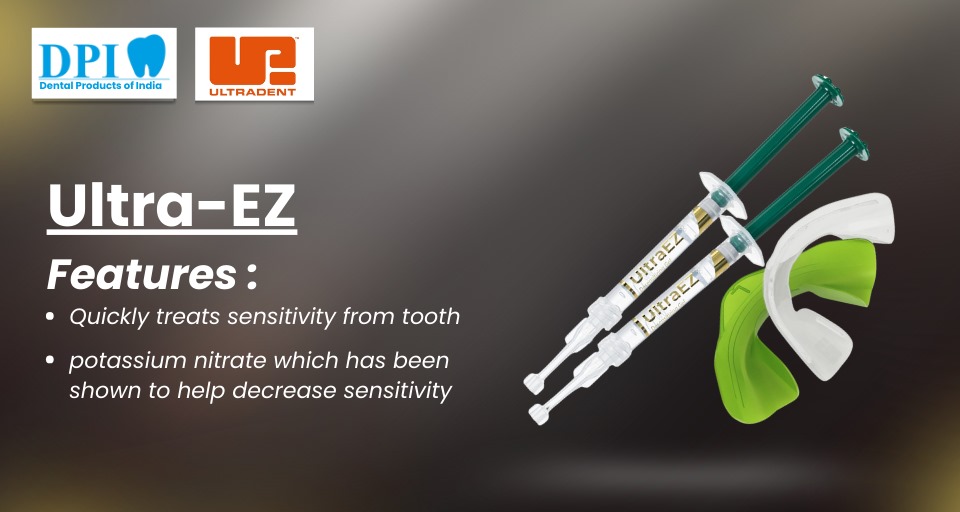 DPI
Dental Products of India
ULTRADENT
Ultra-EZ
Features :
Quickly treats sensitivity from tooth
potassium nitrate which has been
shown to help decrease sensitivity
UltraEZ
UltraEZ